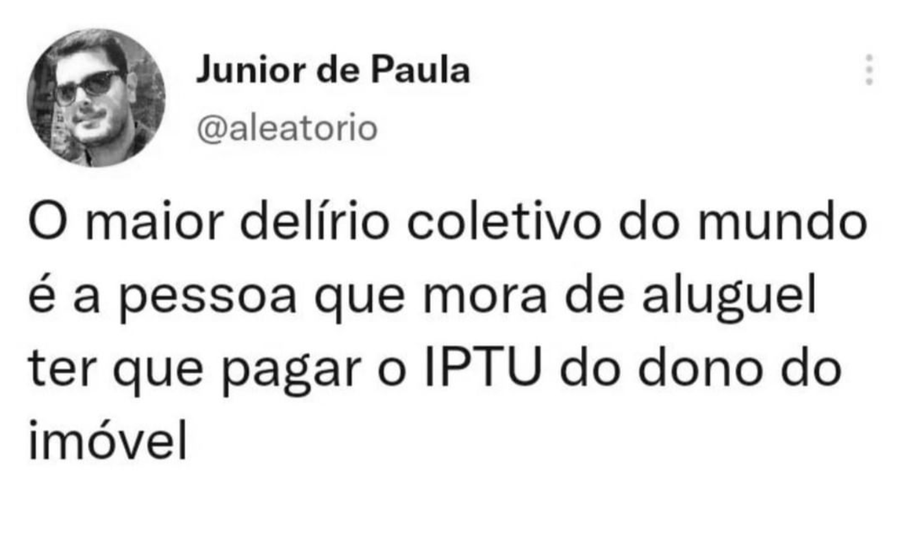 Junior de Paula
@aleatorio
O maior delírio coletivo do mundo
é a pessoa que mora de aluguel
ter que pagar o IPTU do dono do
imóvel